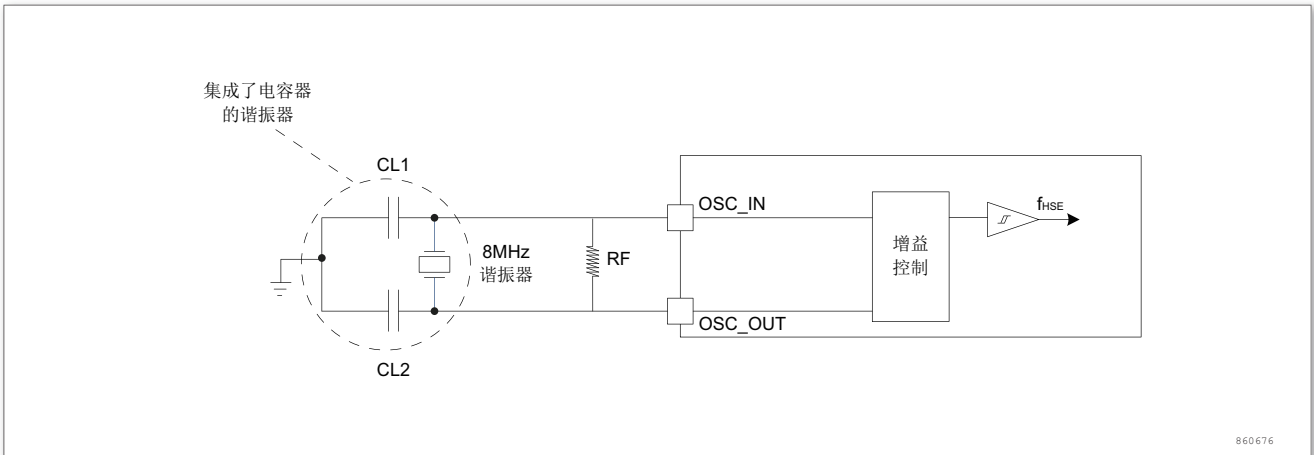 集成了电容器
的谐振器
CL1
OSC_IN
fHSE
8MHz
谐振器
RF
增益
控制
OSC_OUT
CL2
860676